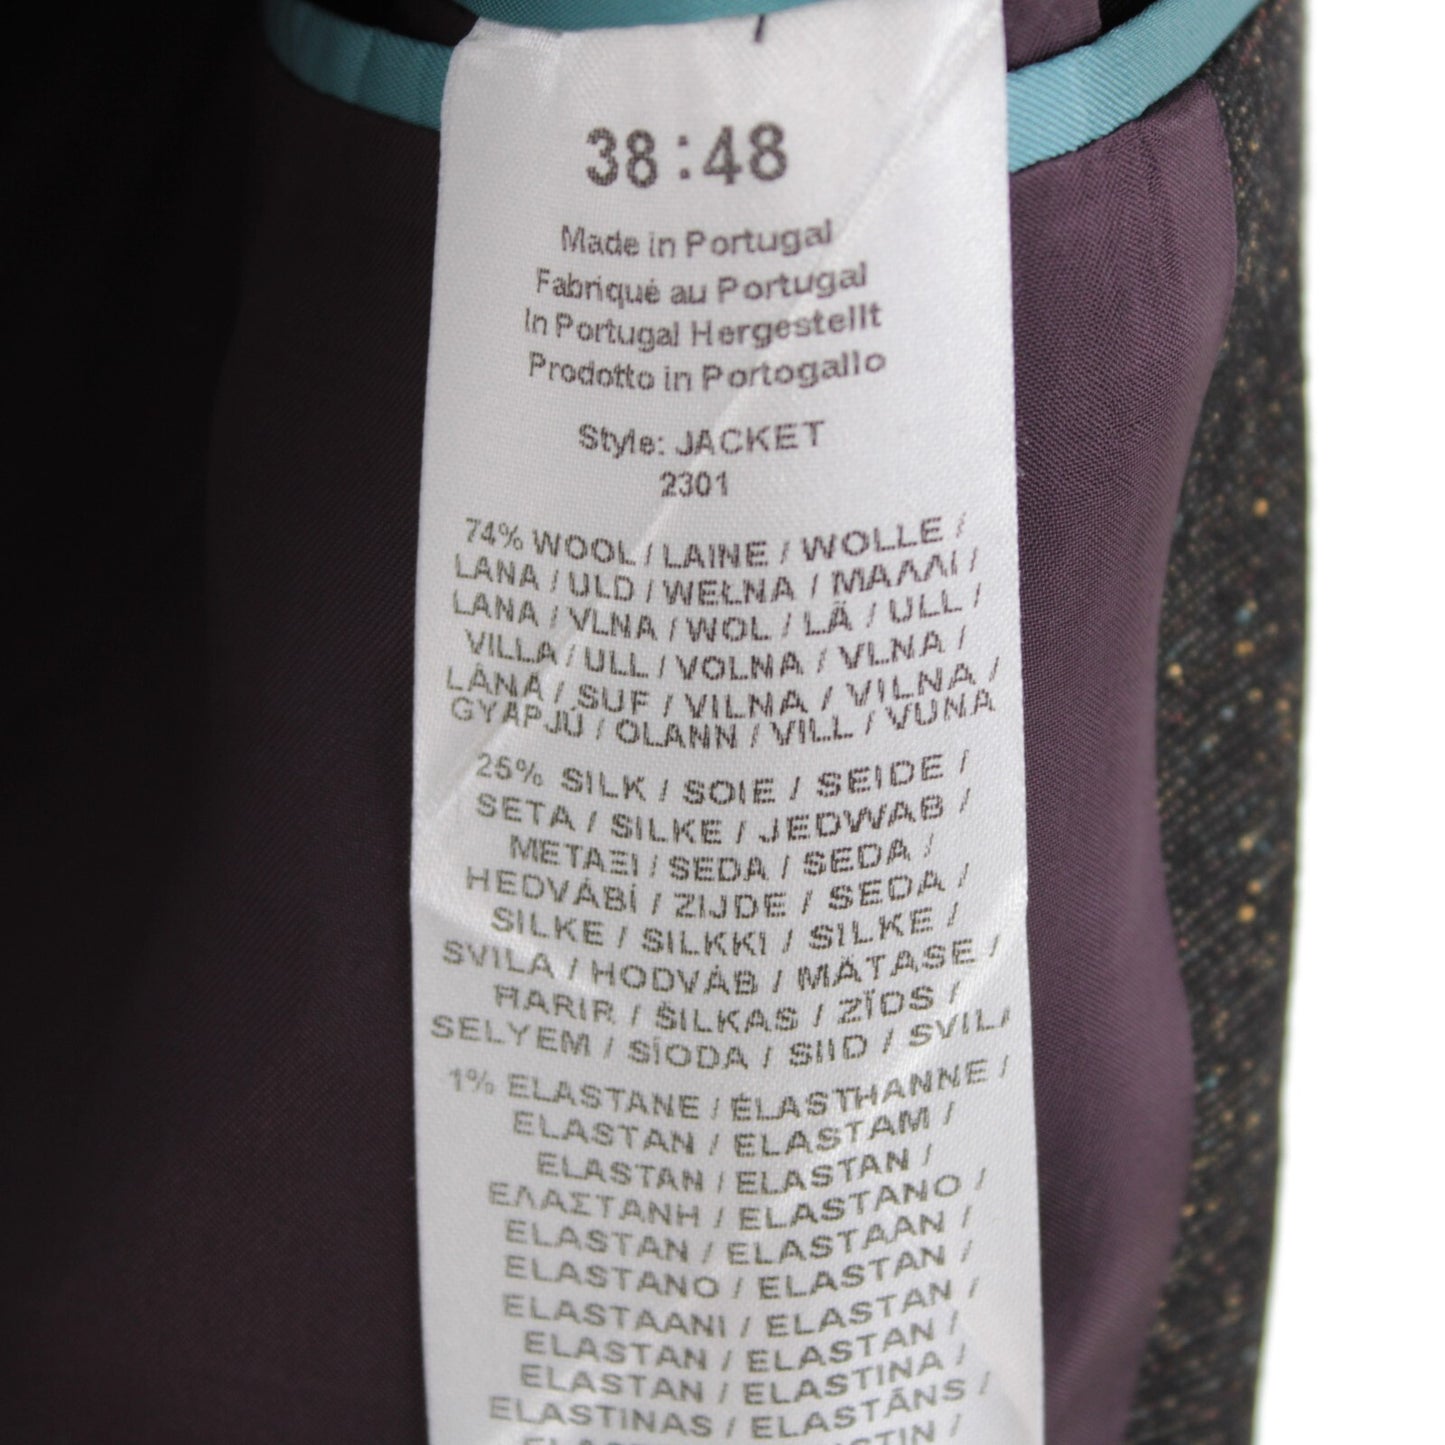 38:48
Made in Portugal
Fabriqué au Portugal
In Portugal Hergestellt
Prodotto in Portogallo
Style: JACKET
2301
74% WOOL / LAINE / WOLLE /
LANA / ULD / WEŁNA / ΜΑΛΛΙ /
LANA / VLNA / WOL / LÃ / ULL /
VILLA / ULL / VOLNA / VLNA /
LÂNÃ / SUF / VILNA / VILNA /
GYAPJÚ / OLANN / VILL / VUNA
25% SILK / SOIE / SEIDE /
SETA / SILKE / JEDWAB /
ΜΕΤΑΞΙ / SEDA / SEDA /
HEDVÁBÍ / ZIJDE / SEDA /
SILKE / SILKKI / SILKE /
SVILA / HODVÁB / MÄTASE /
ĦARIR / ŠILKAS / ZĪDS /
SELYEM / SÍODA / SIID / SVILA
1% ELASTANE / ÉLASTHANNE /
ELASTAN / ELASTAM /
ELASTAN / ELASTAN /
ΕΛΑΣΤΑΝΗ / ELASTANO /
ELASTAN / ELASTAAN /
ELASTANO / ELASTAN /
ELASTAANI / ELASTAN /
ELASTAN / ELASTAN /
ELASTAN / ELASTINA /
ELASTINAS / ELASTĀNS /